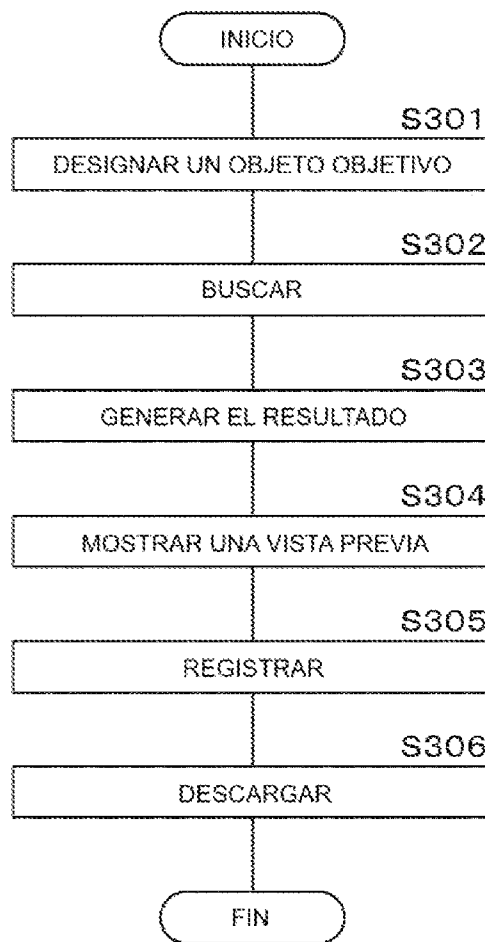 INICIO
S301
DESIGNAR UN OBJETO OBJETIVO
S302
BUSCAR
S303
GENERAR EL RESULTADO
S304
MOSTRAR UNA VISTA PREVIA
S305
REGISTRAR
S306
DESCARGAR
FIN